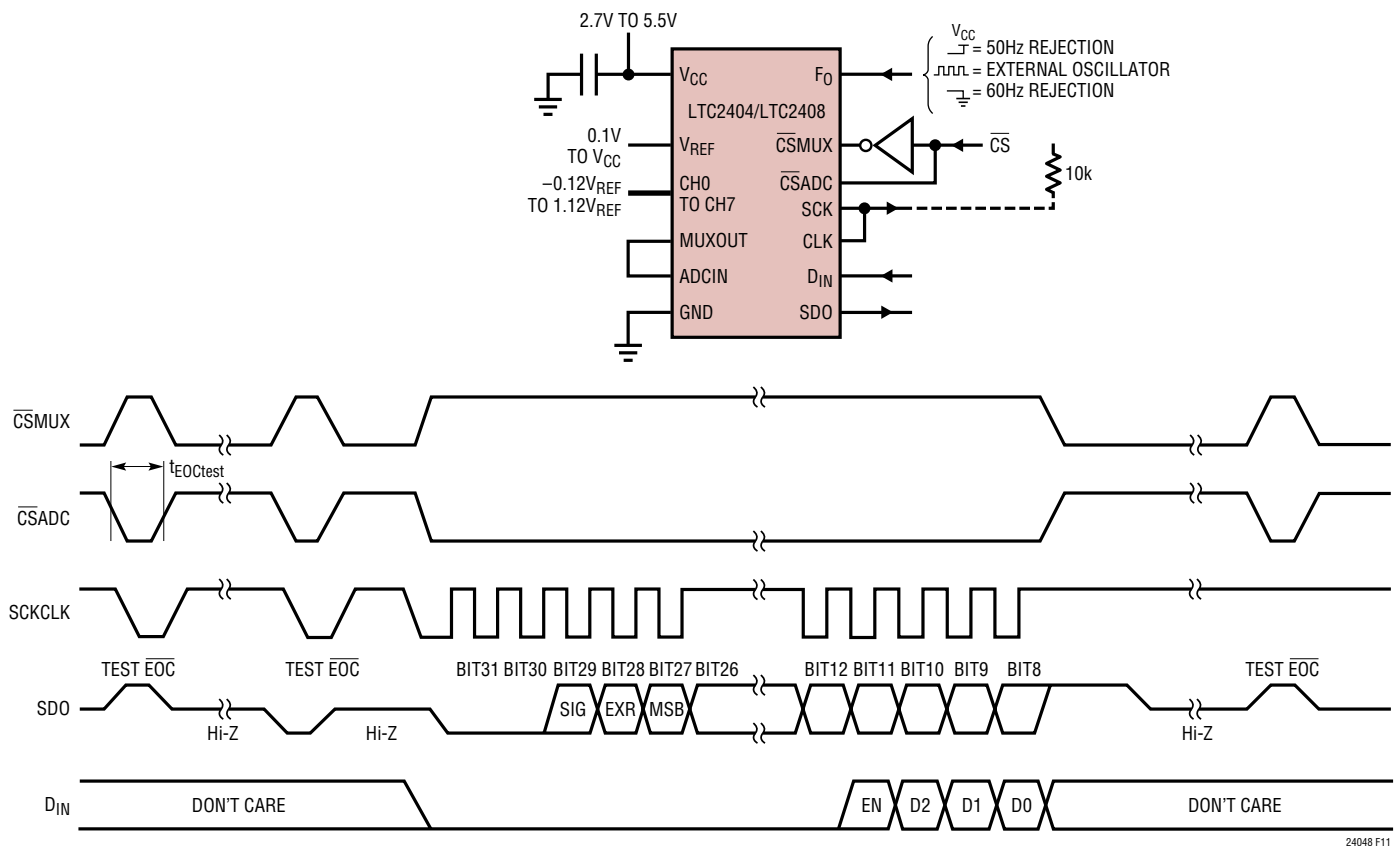 2.7V TO 5.5V
VCC
= 50Hz REJECTION
= EXTERNAL OSCILLATOR
= 60Hz REJECTION
VCC
FO
LTC2404/LTC2408
0.1V
TO VCC
VREF
CSMUX
CS
–0.12VREF
TO 1.12VREF
CH0
TO CH7
CSADC
10k
SCK
MUXOUT
CLK
ADCIN
DIN
GND
SDO
CSMUX
tEOCtest
CSADC
SCKCLK
TEST EOC
TEST EOC
BIT31 BIT30 BIT29 BIT28 BIT27 BIT26
BIT12 BIT11 BIT10 BIT9 BIT8
TEST EOC
SDO
SIG EXR MSB
Hi-Z
Hi-Z
Hi-Z
DIN
DON'T CARE
EN D2 D1 D0
DON'T CARE
24048 F11